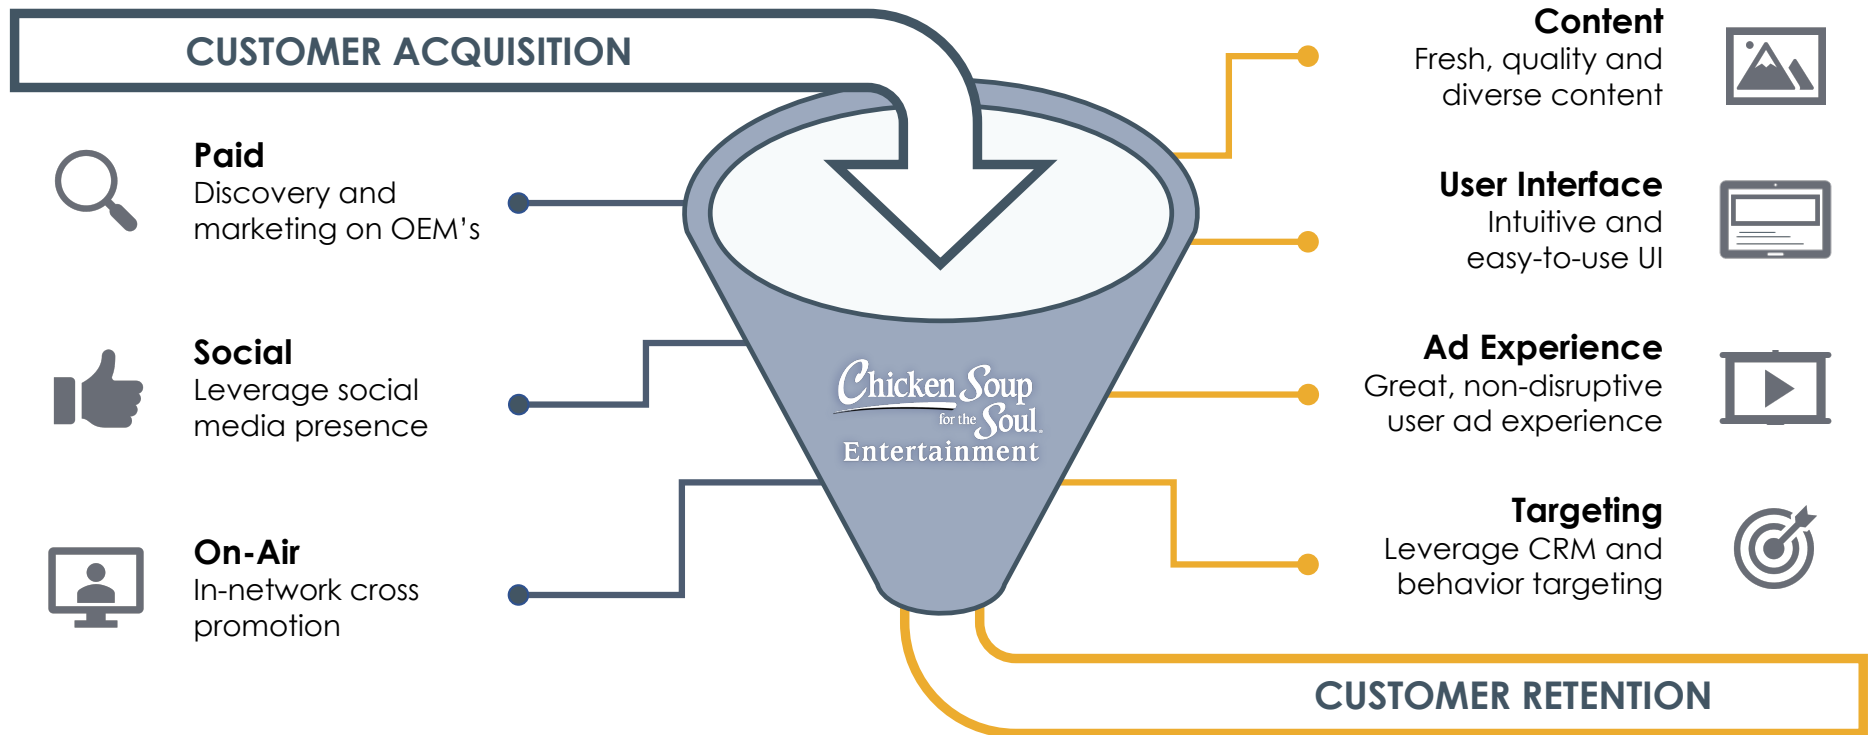 CUSTOMER ACQUISITION
Paid
Discovery and
marketing on OEM's
Social
Leverage social
media presence
On-Air
In-network cross
promotion
Chicken Soup
for the Soul
Entertainment
Content
Fresh, quality and
diverse content
User Interface
Intuitive and
easy-to-use UI
Ad Experience
Great, non-disruptive
user ad experience
Targeting
Leverage CRM and
behavior targeting
CUSTOMER RETENTION